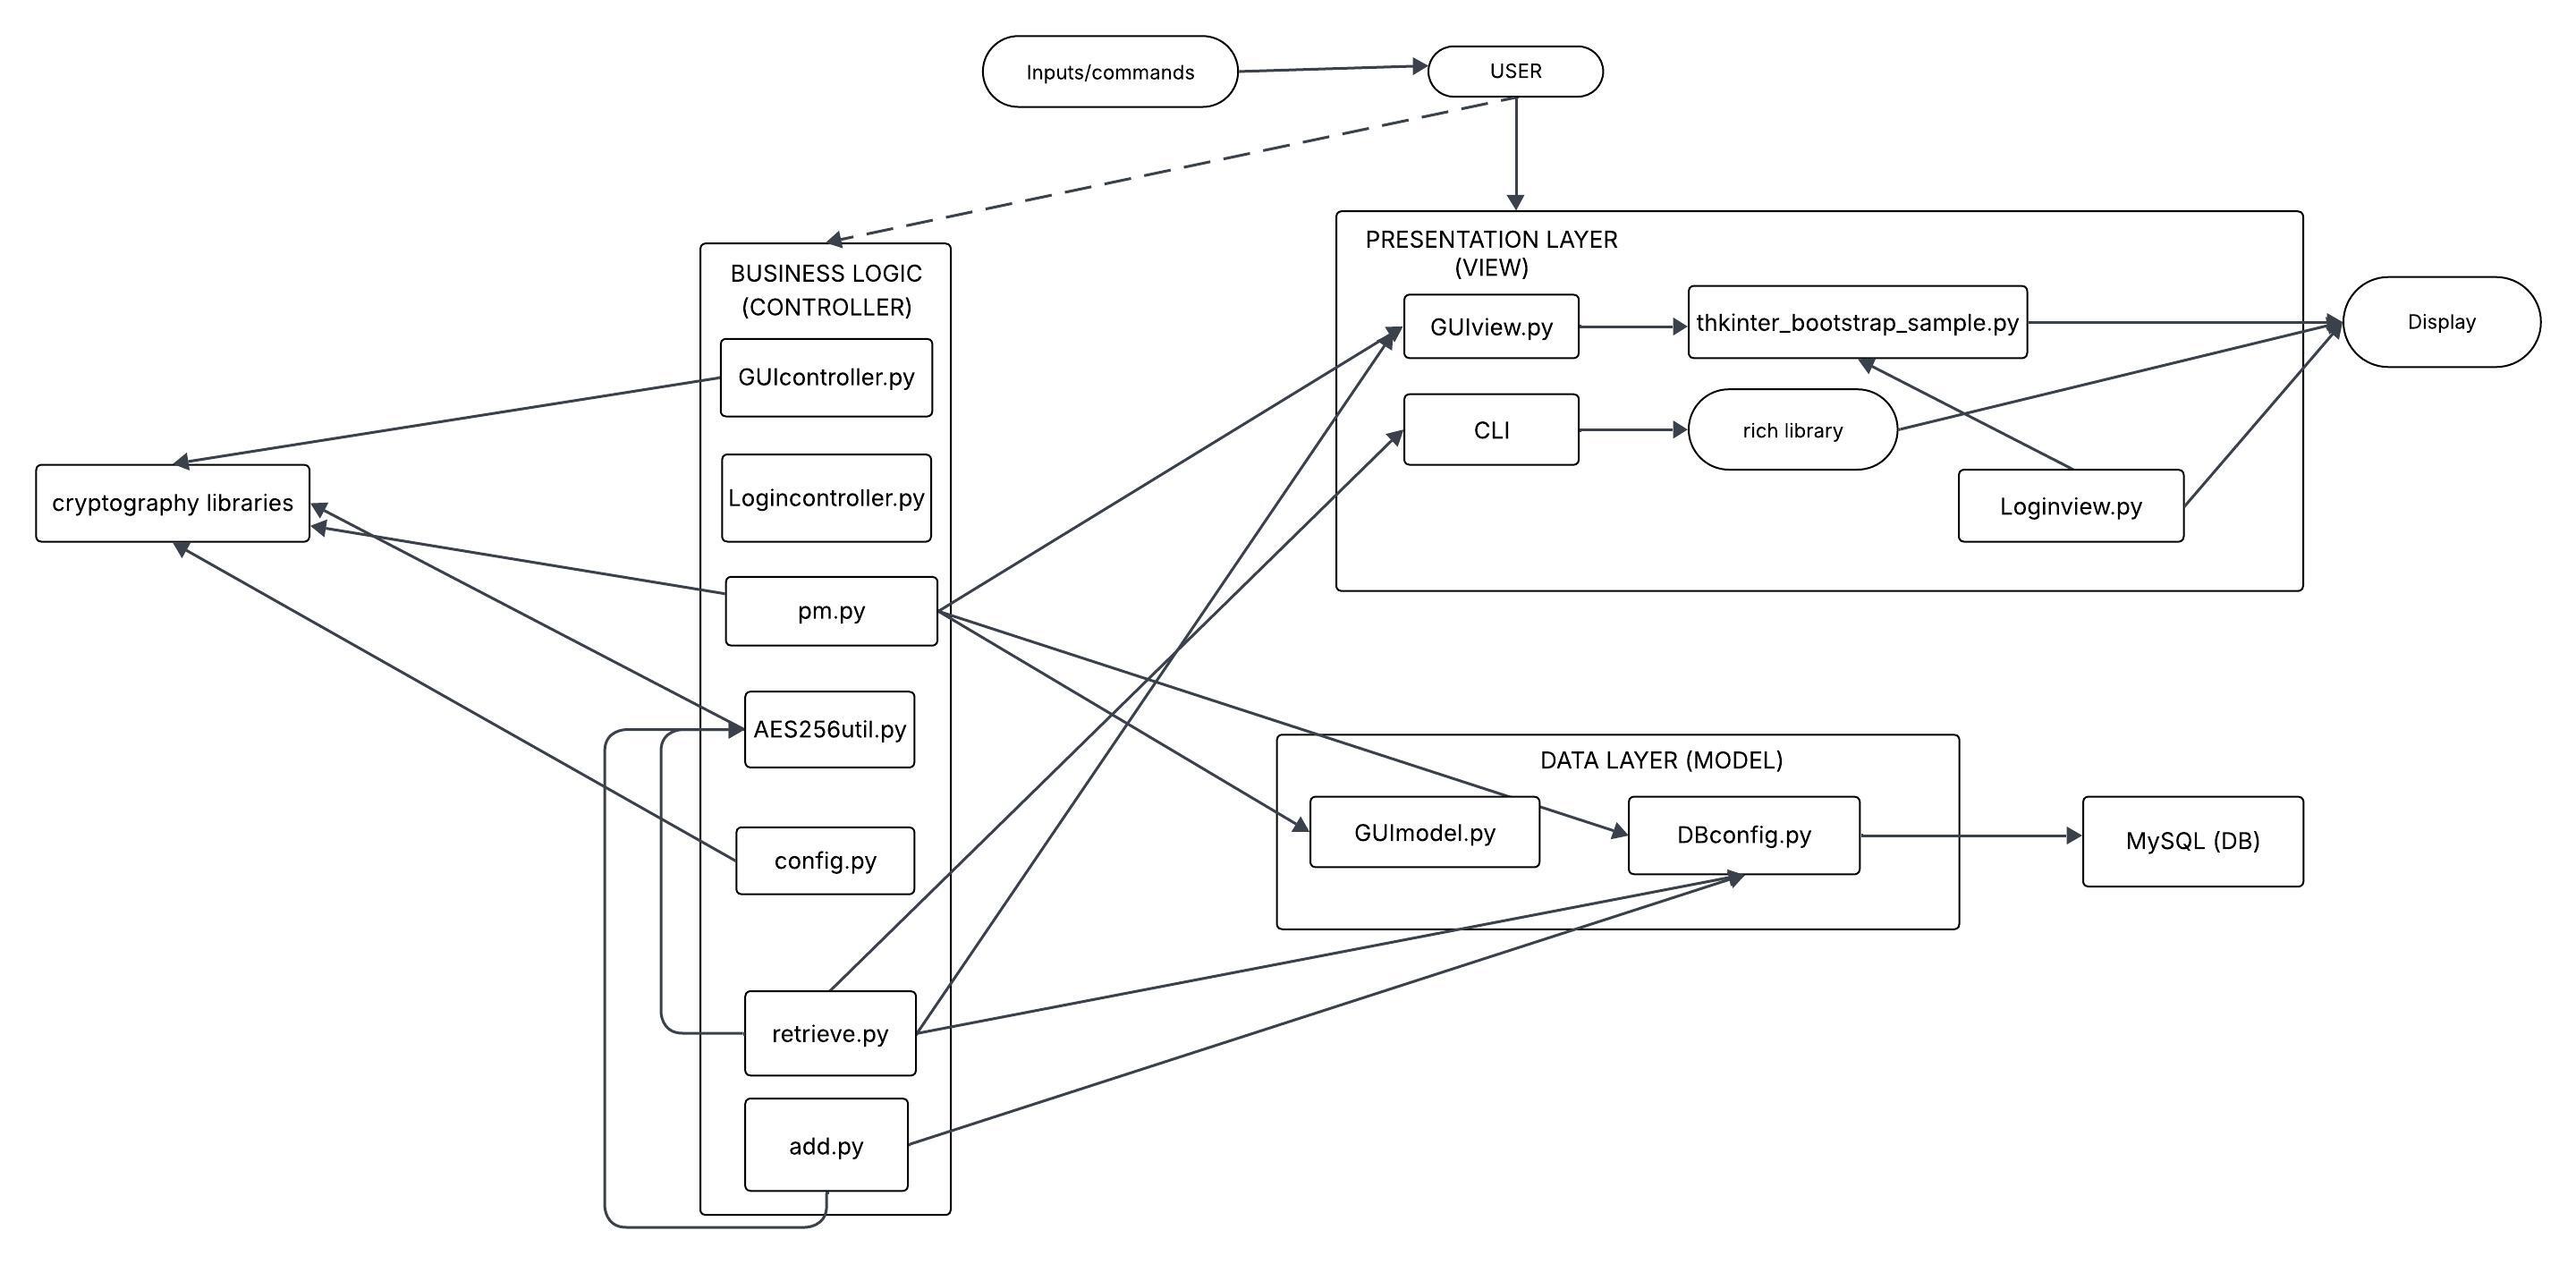 Inputs/commands
USER
PRESENTATION LAYER
(VIEW)
BUSINESS LOGIC
(CONTROLLER)
GUIview.py
thkinter_bootstrap_sample.py
Display
GUIcontroller.py
CLI
rich library
cryptography libraries
Logincontroller.py
Loginview.py
pm.py
AES256util.py
DATA LAYER (MODEL)
GUImodel.py
DBconfig.py
MySQL (DB)
config.py
retrieve.py
add.py